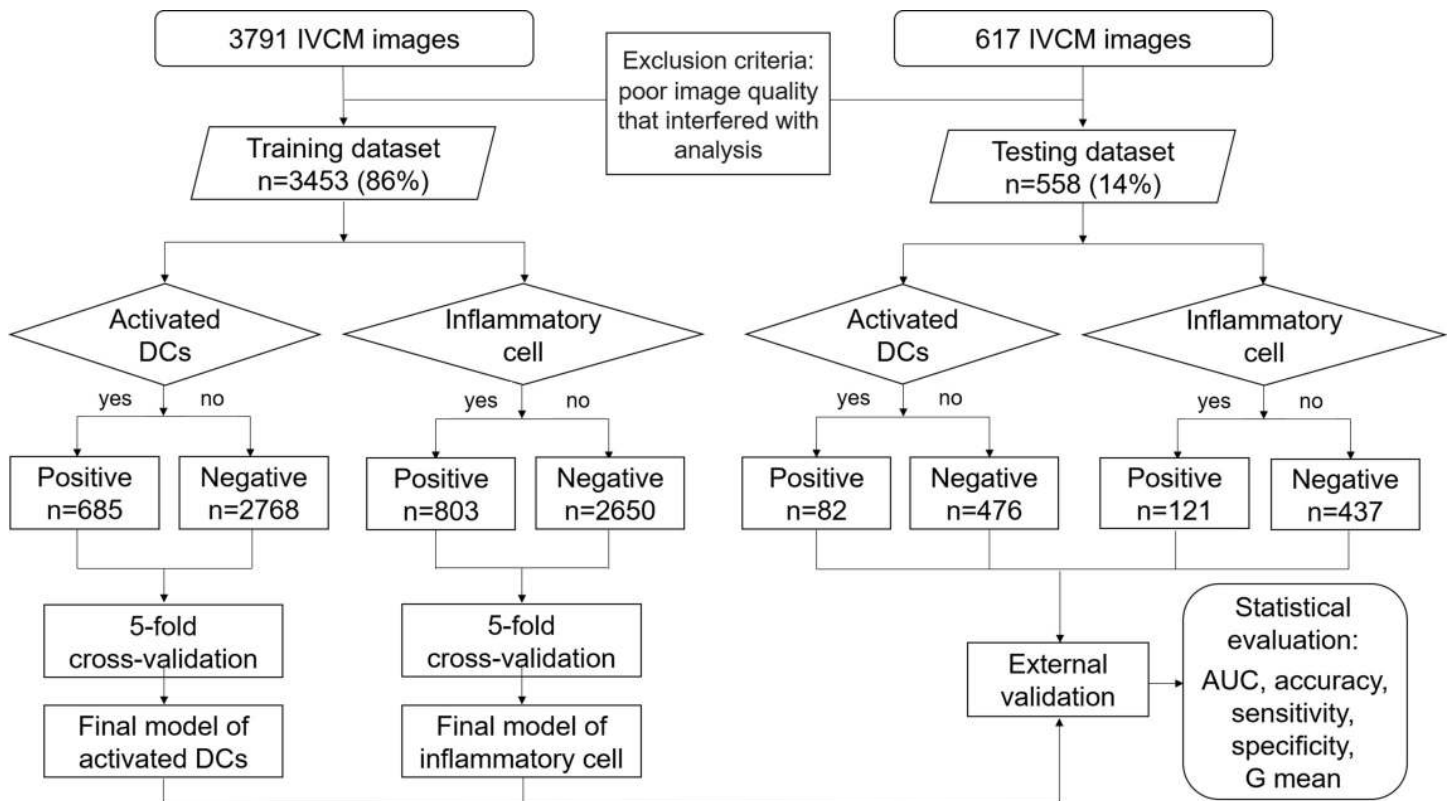 3791 IVCM images
617 IVCM images
Exclusion criteria:
poor image quality
that interfered with
analysis
Training dataset
n=3453 (86%)
Testing dataset
n=558 (14%)
Activated
DCs
Inflammatory
cell
Activated
DCs
Inflammatory
cell
yes
no
yes
no
yes
no
yes
no
Positive
n=685
Negative
n=2768
Positive
n=803
Negative
n=2650
Positive
n=82
Negative
n=476
Positive
n=121
Negative
n=437
5-fold
cross-validation
5-fold
cross-validation
External
validation
Statistical
evaluation:
AUC, accuracy,
sensitivity,
specificity,
G mean
Final model of
activated DCs
Final model of
inflammatory cell